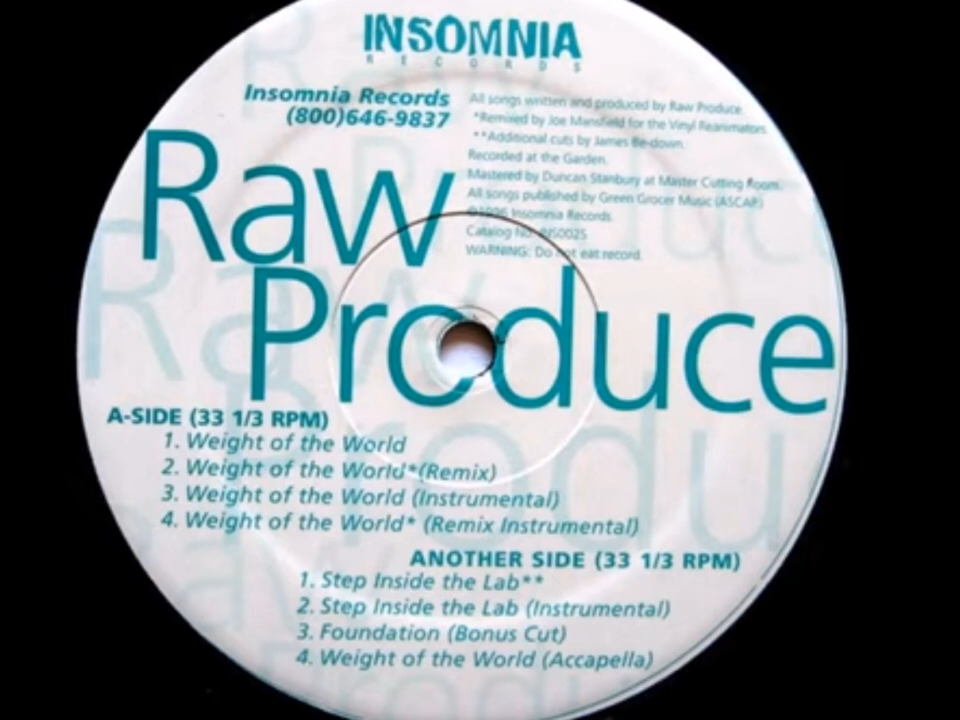 INSOMNIA
RECORDS
Insomnia Records
(800)646-9837
All songs written and produced by Raw Produce.
*Remixed by Joe Mansfield for the Vinyl Reanimators.
**Additional cuts by James Be-down.
Recorded at the Garden.
Mastered by Duncan Stanbury at Master Cutting Room.
All songs published by Green Grocer Music (ASCAP)
©1996 Insomnia Records
Catalog No. INS0025
WARNING: Do not eat record.
Raw
Produce
A-SIDE (33 1/3 RPM)
1. Weight of the World
2. Weight of the World*(Remix)
3. Weight of the World (Instrumental)
4. Weight of the World* (Remix Instrumental)
ANOTHER SIDE (33 1/3 RPM)
1. Step Inside the Lab**
2. Step Inside the Lab (Instrumental)
3. Foundation (Bonus Cut)
4. Weight of the World (Accapella)